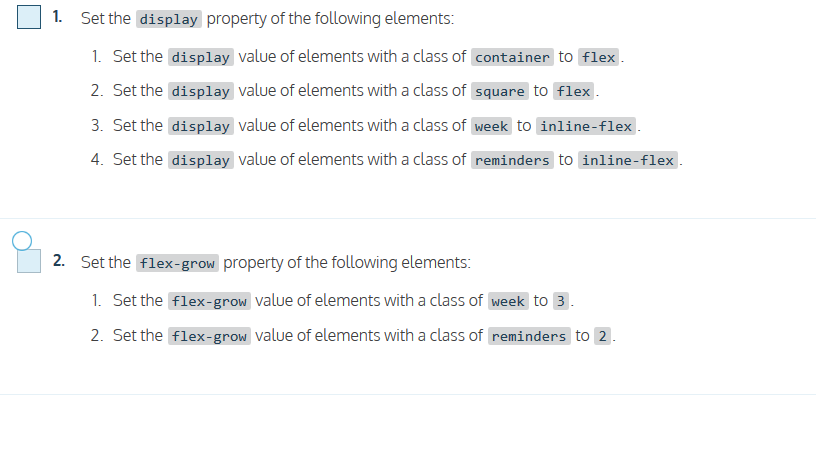 1. Set the display property of the following elements:
1. Set the display value of elements with a class of container to flex.
2. Set the display value of elements with a class of square to flex.
3. Set the display value of elements with a class of week to inline-flex.
4. Set the display value of elements with a class of reminders to inline-flex.
2. Set the flex-grow property of the following elements:
1. Set the flex-grow value of elements with a class of week to 3.
2. Set the flex-grow value of elements with a class of reminders to 2.